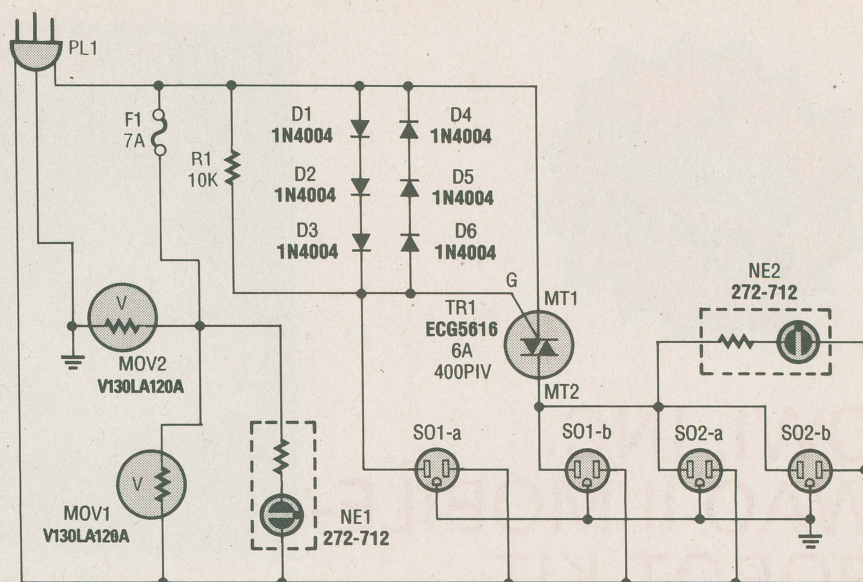 PL1
F1
7A
R1
10K
D1
1N4004
D2
1N4004
D3
1N4004
D4
1N4004
D5
1N4004
D6
1N4004
G
MT1
TR1
ECG5616
6A
400PIV
MT2
NE2
272-712
V
MOV2
V130LA120A
V
MOV1
V130LA120A
NE1
272-712
SO1-a
SO1-b
SO2-a
SO2-b